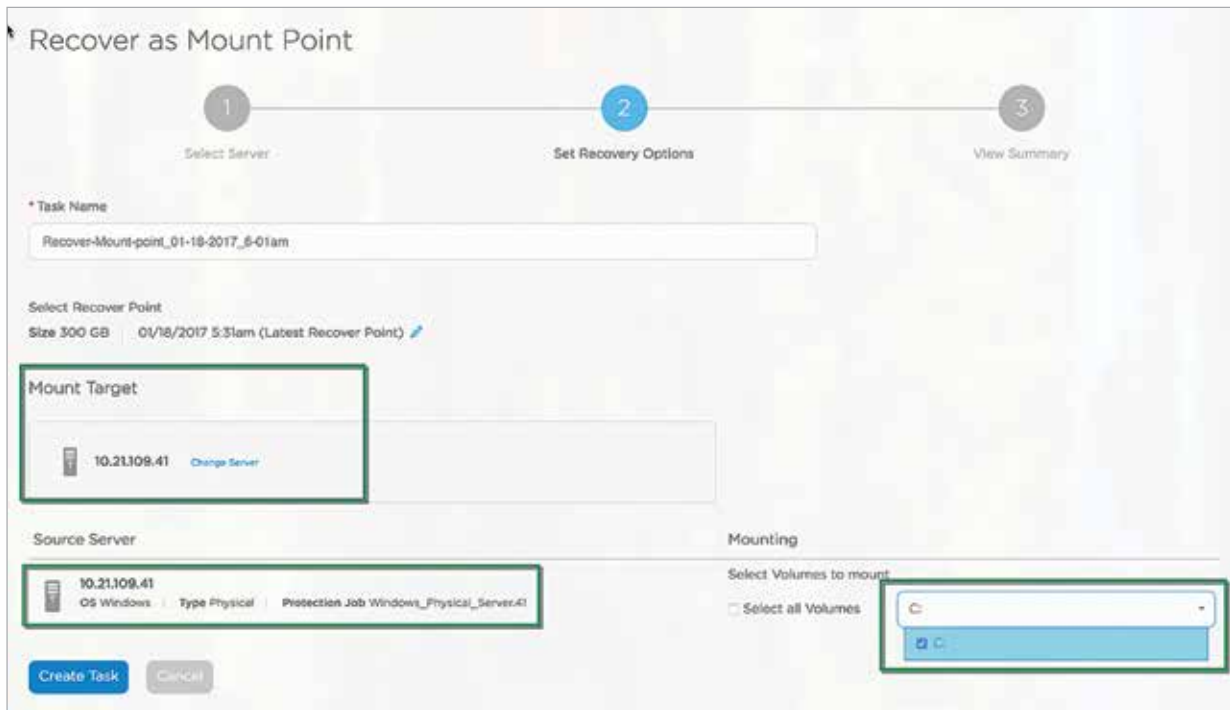 Recover as Mount Point
1
2
3
Select Server
Set Recovery Options
View Summary
* Task Name
Recover-Mount-point_01-18-2017_6-01am
Select Recover Point
Size 300 GB 01/18/2017 5:31am (Latest Recover Point)
Mount Target
10.21.109.41 Change Server
Source Server
Mounting
10.21.109.41
OS Windows Type Physical Protection Job Windows_Physical_Server.41
Select Volumes to mount
Select all Volumes
C:
C:
Create Task
Cancel